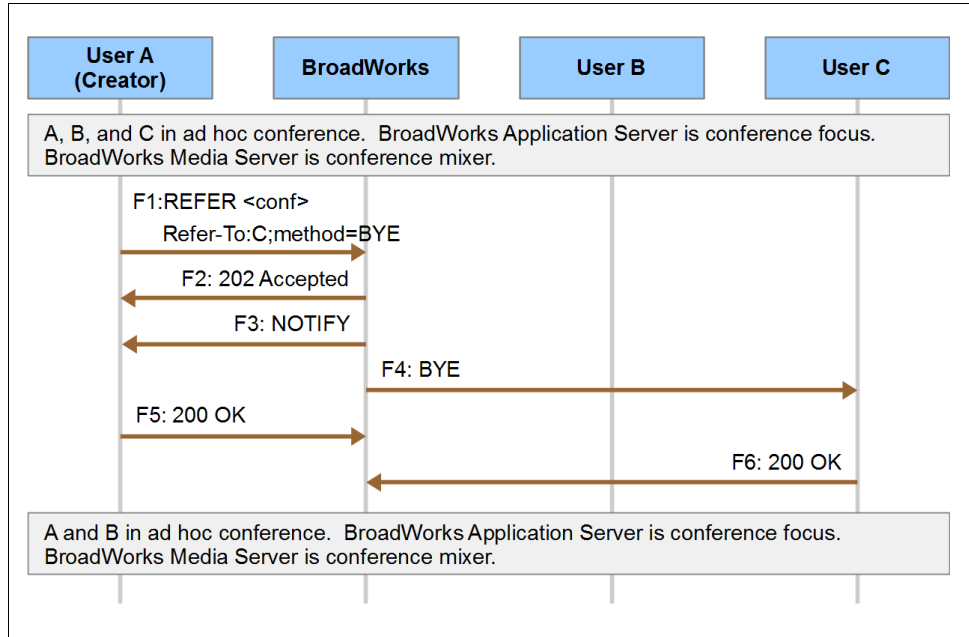 User A
(Creator)
BroadWorks
User B
User C
A, B, and C in ad hoc conference.  BroadWorks Application Server is conference focus.
BroadWorks Media Server is conference mixer.
F1:REFER <conf>
Refer-To:C;method=BYE
F2: 202 Accepted
F3: NOTIFY
F4: BYE
F5: 200 OK
F6: 200 OK
A and B in ad hoc conference.  BroadWorks Application Server is conference focus.
BroadWorks Media Server is conference mixer.